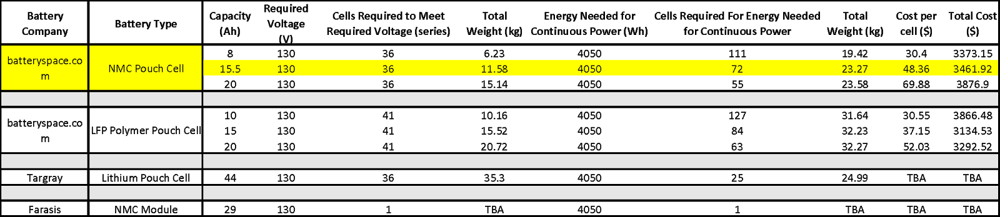 Battery Company | Battery Type | Capacity (Ah) | Required Voltage (V) | Cells Required to Meet Required Voltage (series) | Total Weight (kg) | Energy Needed for Continuous Power (Wh) | Cells Required For Energy Needed for Continuous Power | Total Weight (kg) | Cost per cell ($) | Total Cost ($)
batteryspace.com | NMC Pouch Cell | 8 | 130 | 36 | 6.23 | 4050 | 111 | 19.42 | 30.4 | 3373.15
15.5 | 130 | 36 | 11.58 | 4050 | 72 | 23.27 | 48.36 | 3461.92
20 | 130 | 36 | 15.14 | 4050 | 55 | 23.58 | 69.88 | 3876.9
batteryspace.com | LFP Polymer Pouch Cell | 10 | 130 | 41 | 10.16 | 4050 | 127 | 31.64 | 30.55 | 3866.48
15 | 130 | 41 | 15.52 | 4050 | 84 | 32.23 | 37.15 | 3134.53
20 | 130 | 41 | 20.72 | 4050 | 63 | 32.27 | 52.03 | 3292.52
Targray | Lithium Pouch Cell | 44 | 130 | 36 | 35.3 | 4050 | 25 | 24.99 | TBA | TBA
Farasis | NMC Module | 29 | 130 | 1 | TBA | 4050 | 1 | TBA | TBA | TBA